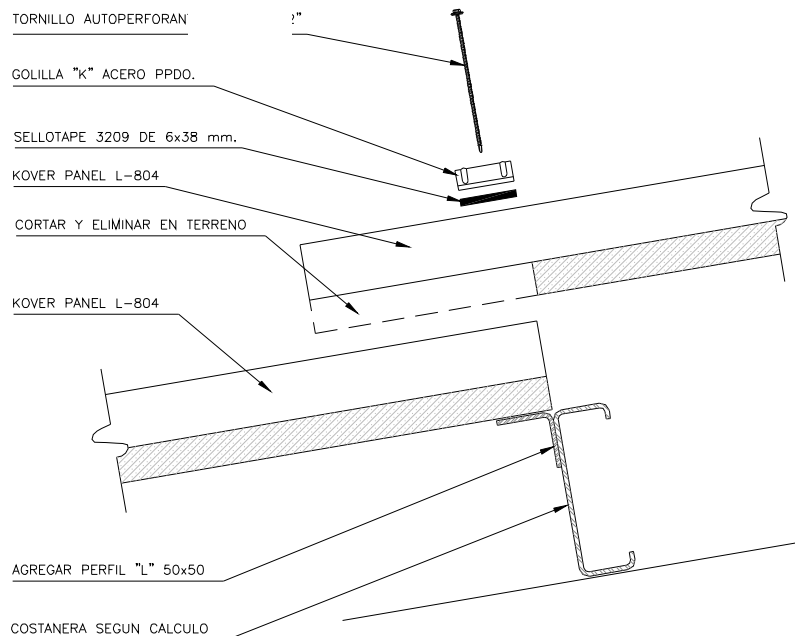 TORNILLO AUTOPERFORAN 2"
GOLILLA "K" ACERO PPDO.
SELLOTAPE 3209 DE 6x38 mm.
KOVER PANEL L-804
CORTAR Y ELIMINAR EN TERRENO
KOVER PANEL L-804
AGREGAR PERFIL "L" 50x50
COSTANERA SEGUN CALCULO